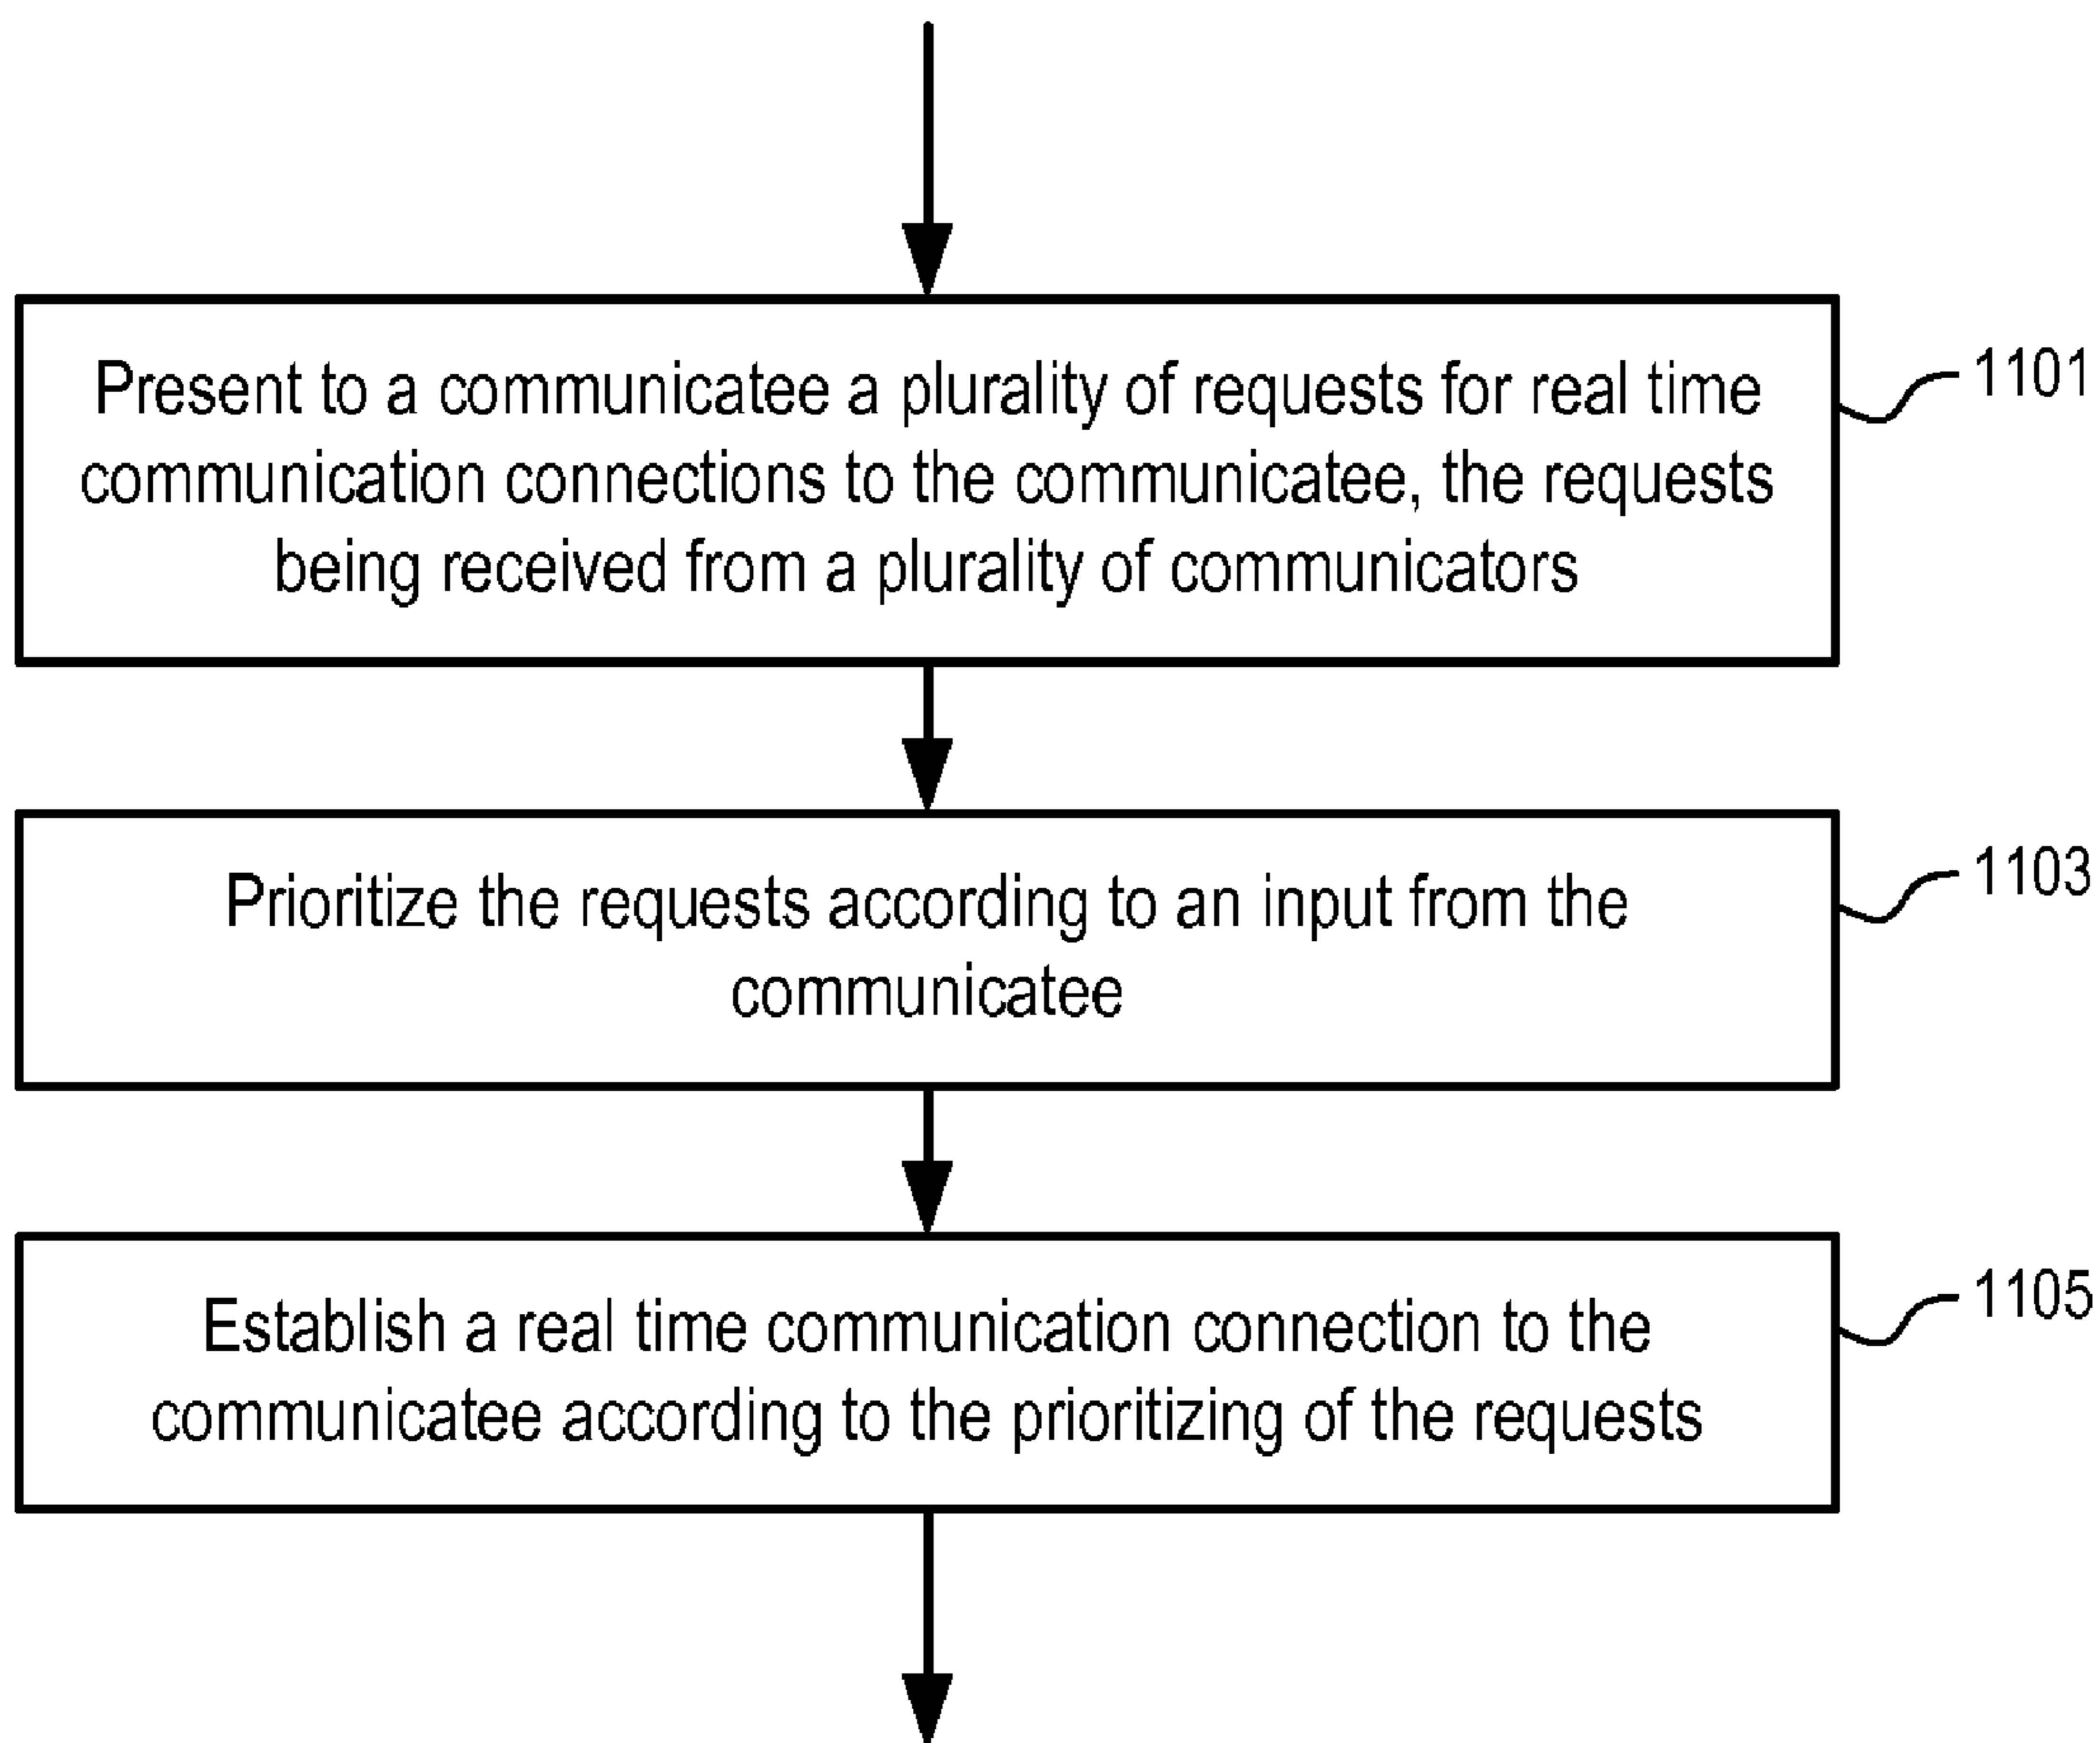 Present to a communicatee a plurality of requests for real time
communication connections to the communicatee, the requests
being received from a plurality of communicators
1101
Prioritize the requests according to an input from the
communicatee
1103
Establish a real time communication connection to the
communicatee according to the prioritizing of the requests
1105